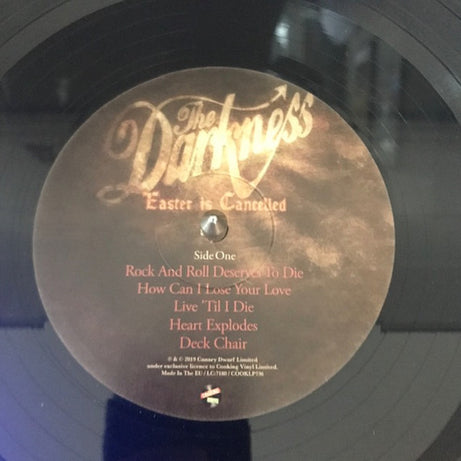 The
Darkness
Easter is Cancelled
Side One
Rock And Roll Deserves To Die
How Can I Lose Your Love
Live 'Til I Die
Heart Explodes
Deck Chair
℗ & © 2019 Canary Dwarf Limited
under exclusive licence to Cooking Vinyl Limited.
Made In The EU / LC:7180 / COOKLP736